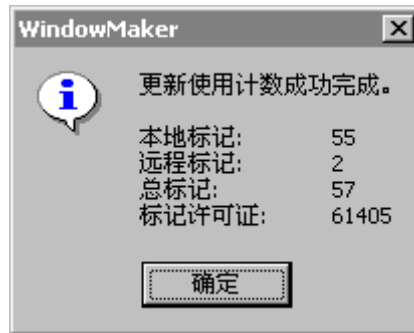 WindowMaker
更新使用计数成功完成。
本地标记: 55
远程标记: 2
总标记: 57
标记许可证: 61405
确定